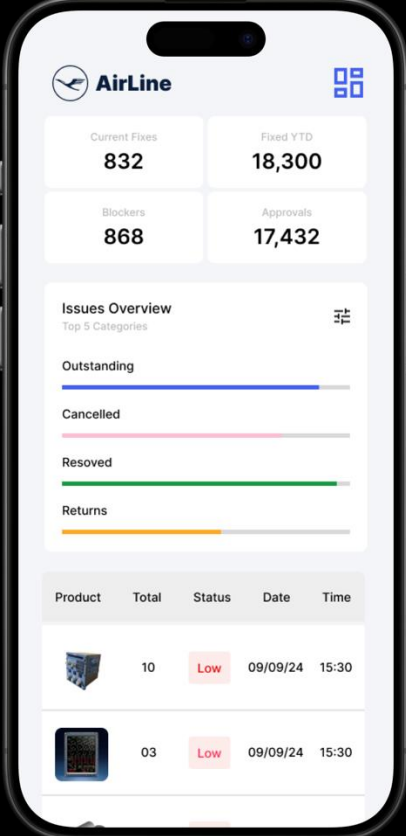 AirLine
Current Fixes
832
Fixed YTD
18,300
Blockers
868
Approvals
17,432
Issues Overview
Top 5 Categories
Outstanding
Cancelled
Resoved
Returns
Product Total Status Date Time
10 Low 09/09/24 15:30
03 Low 09/09/24 15:30